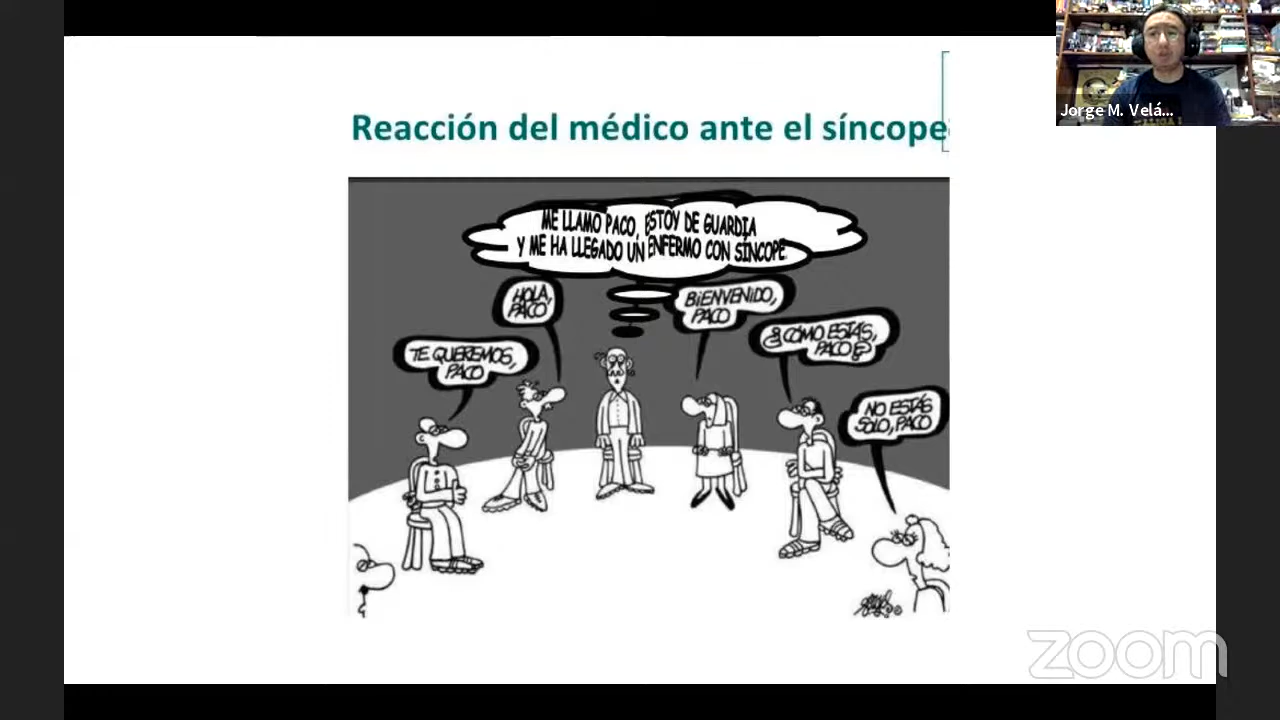 Jorge M. Velá...
Reacción del médico ante el síncope
ME LLAMO PACO, ESTOY DE GUARDIA
Y ME HA LLEGADO UN ENFERMO CON SÍNCOPE.
HOLA,
PACO
BIENVENIDO,
PACO
TE QUEREMOS,
PACO
¿CÓMO ESTÁS,
PACO?
NO ESTÁS
SOLO, PACO
zoom